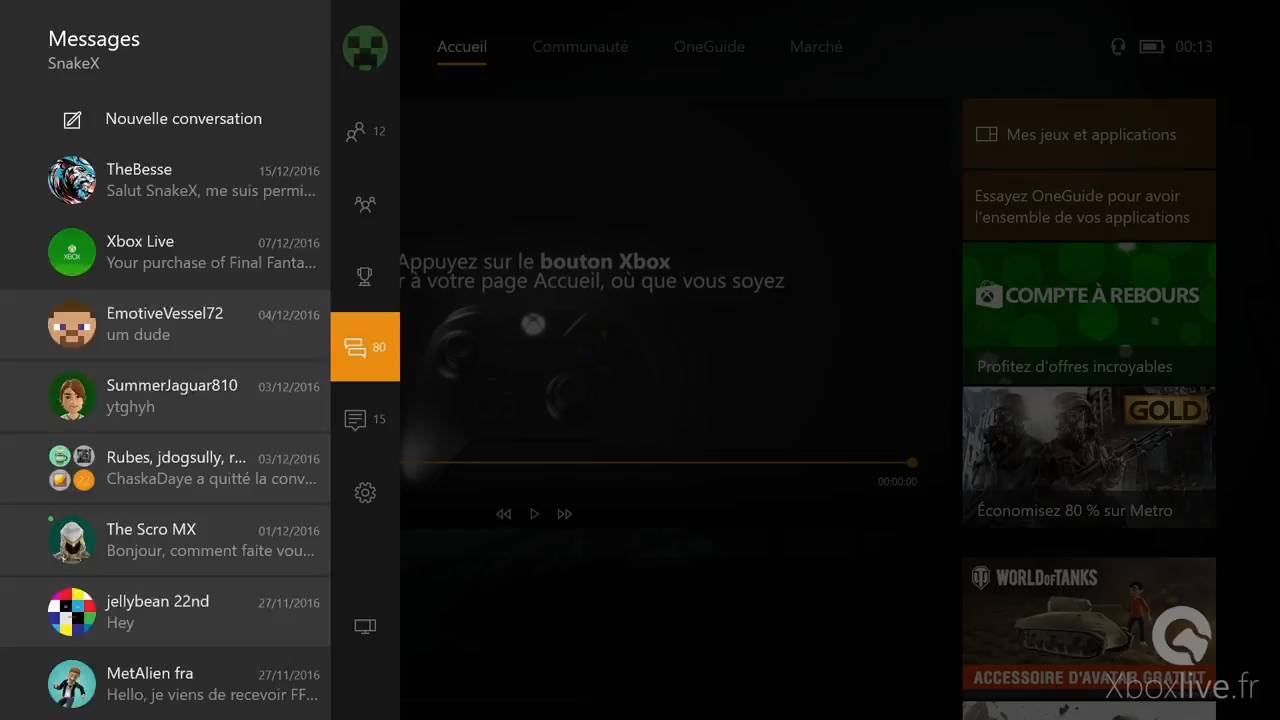 Messages
SnakeX
Nouvelle conversation
TheBesse 15/12/2016
Salut SnakeX, me suis permi...
Xbox Live 07/12/2016
Your purchase of Final Fanta...
EmotiveVessel72 04/12/2016
um dude
SummerJaguar810 03/12/2016
ytghyh
Rubes, jdogsully, r... 03/12/2016
ChaskaDaye a quitté la conv...
The Scro MX 01/12/2016
Bonjour, comment faite vou...
jellybean 22nd 27/11/2016
Hey
MetAlien fra 27/11/2016
Hello, je viens de recevoir FF...
12
80
15
Accueil Communauté OneGuide Marché 00:13
Appuyez sur le bouton Xbox
r à votre page Accueil, où que vous soyez
00:00:00
Mes jeux et applications
Essayez OneGuide pour avoir
l'ensemble de vos applications
COMPTE À REBOURS
Profitez d'offres incroyables
GOLD
Économisez 80 % sur Metro
WORLD OF TANKS
ACCESSOIRE D'AVATAR GRATUIT
Xboxlive.fr
XBOX